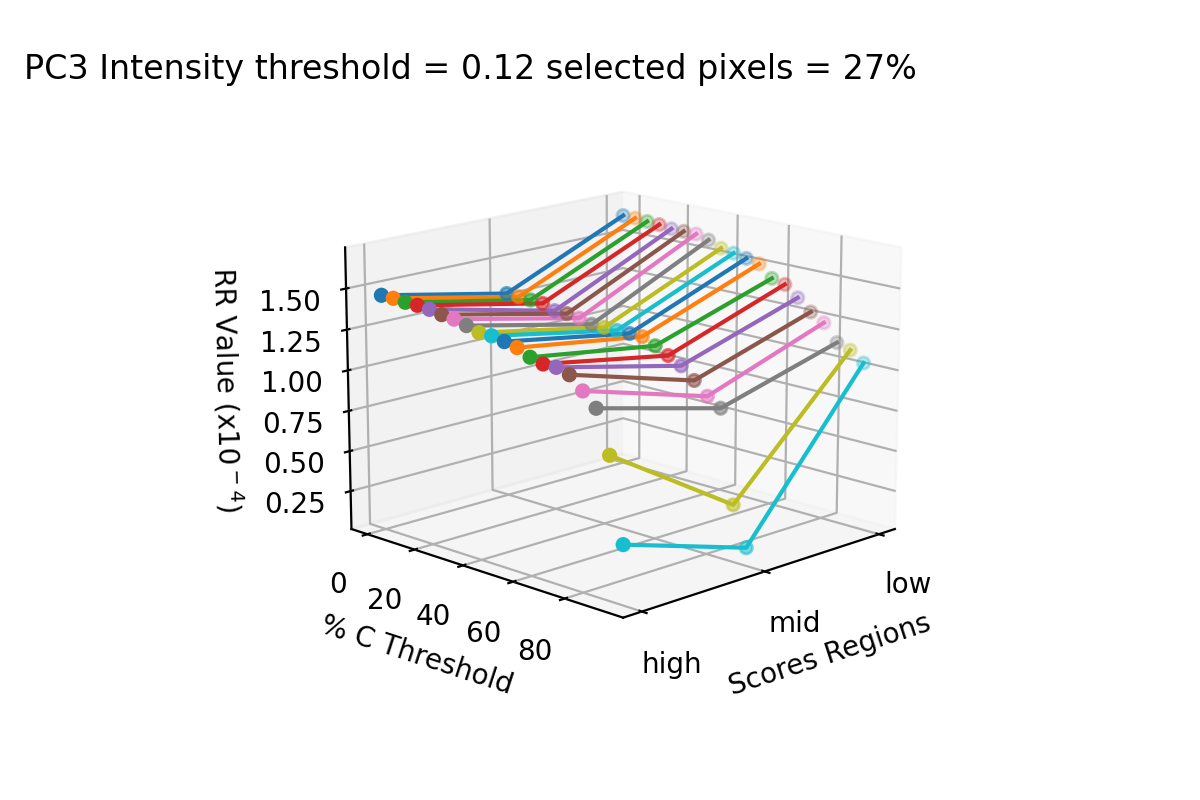 PC3 Intensity threshold = 0.12 selected pixels = 27%
RR Value (x10⁻⁴)
1.50
1.25
1.00
0.75
0.50
0.25
0
20
40
60
80
% C Threshold
high
mid
low
Scores Regions